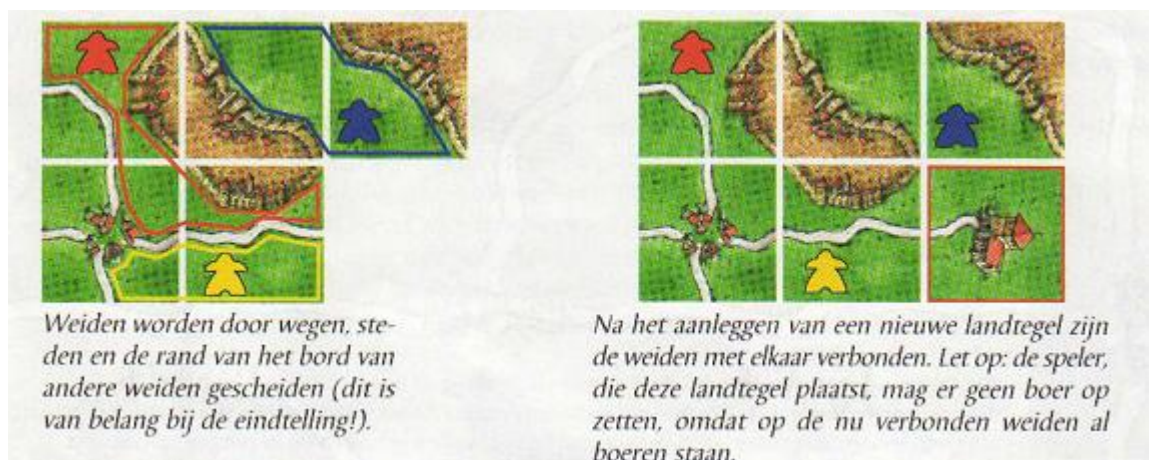 Weiden worden door wegen, ste-
den en de rand van het bord van
andere weiden gescheiden (dit is
van belang bij de eindtelling!).
Na het aanleggen van een nieuwe landtegel zijn
de weiden met elkaar verbonden. Let op: de speler,
die deze landtegel plaatst, mag er geen boer op
zetten, omdat op de nu verbonden weiden al
boeren staan.